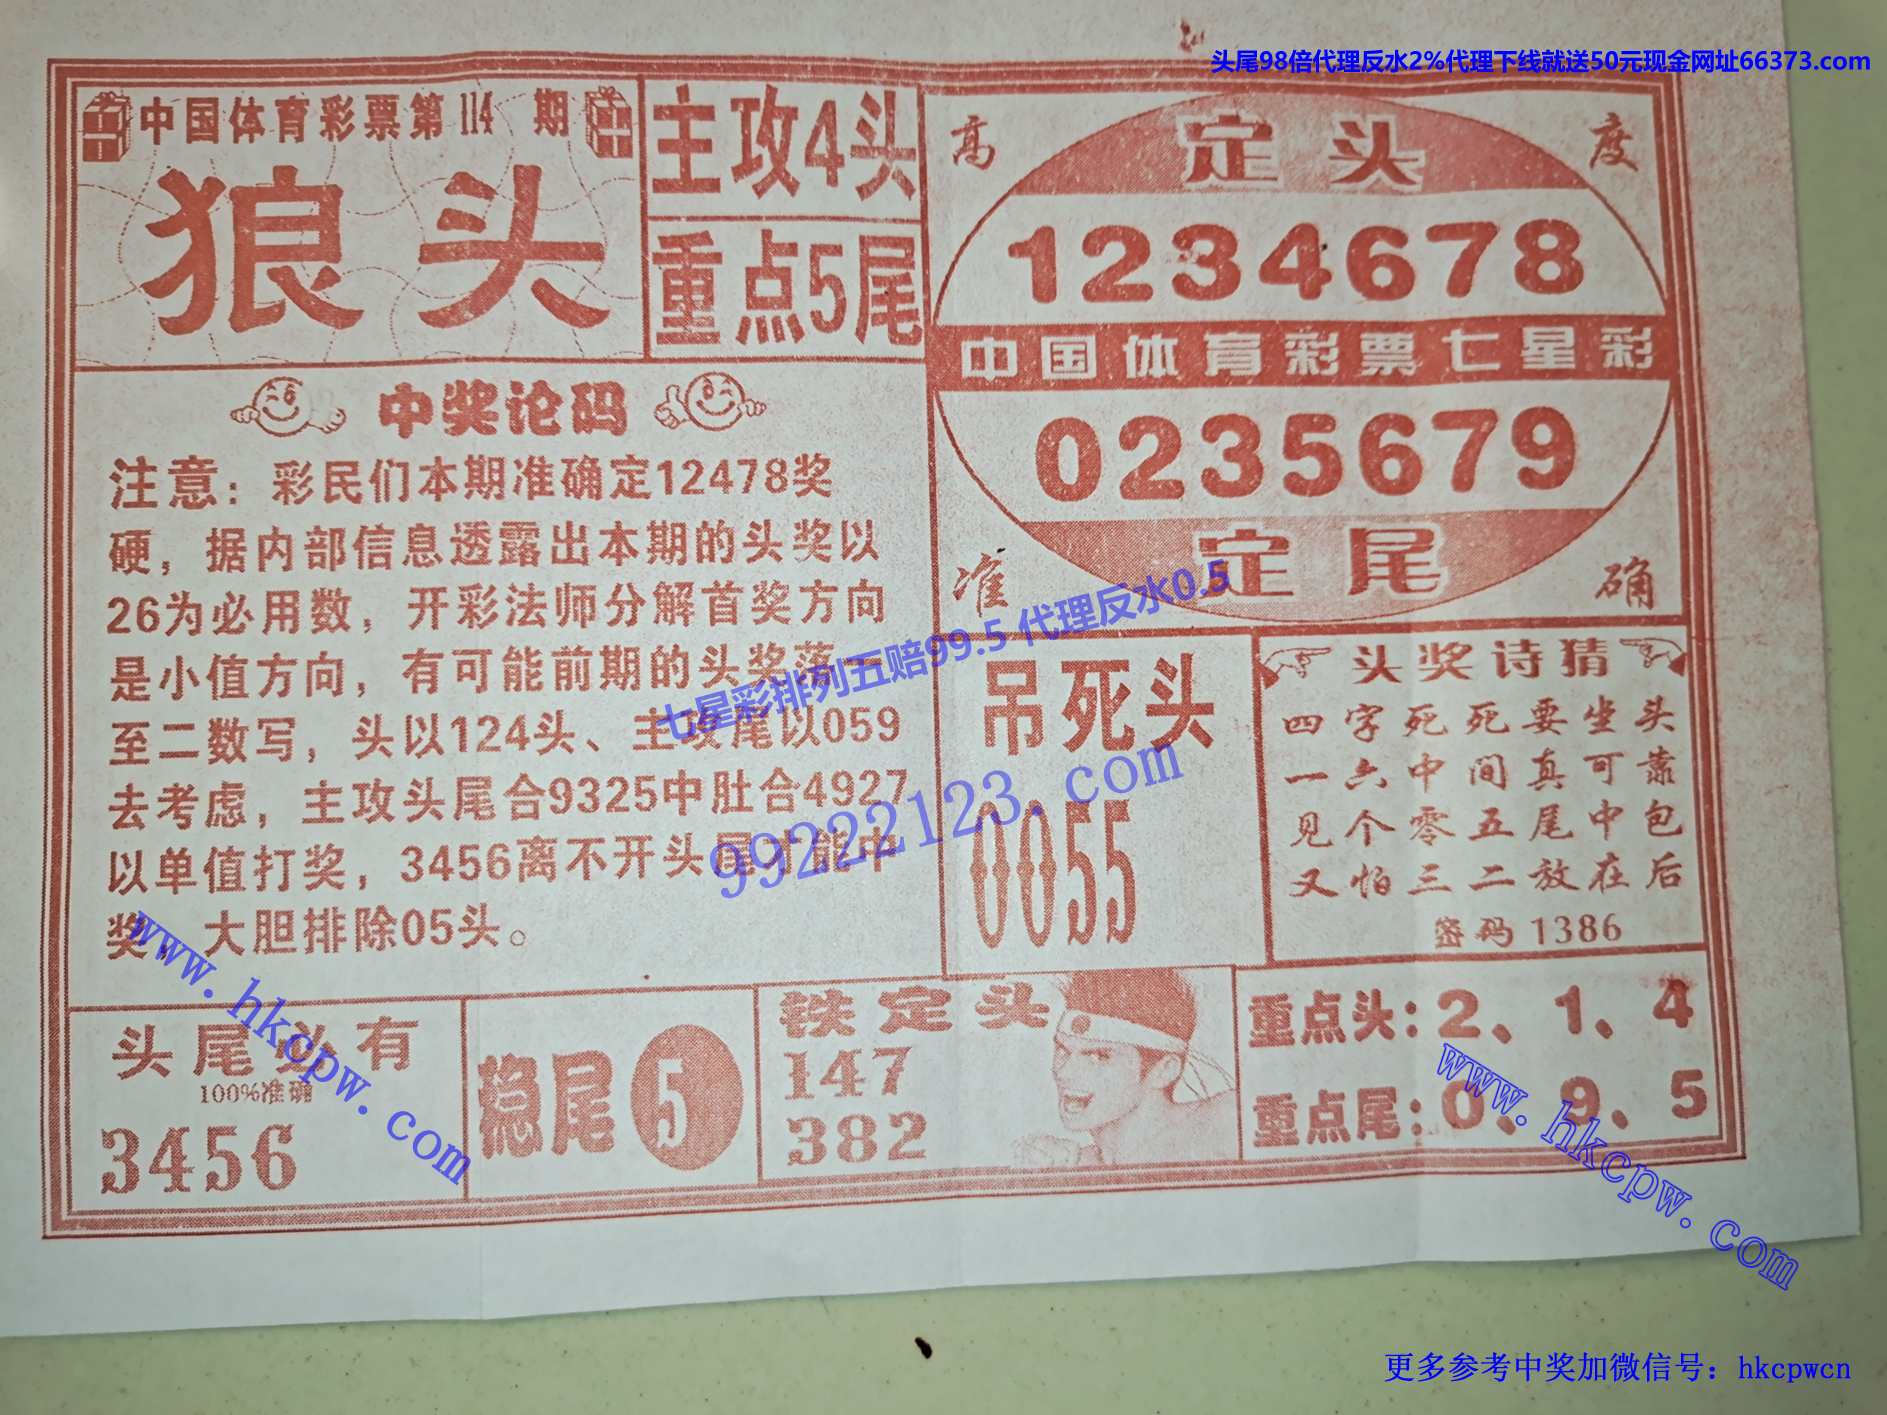 头尾98倍代理反水2%代理下线就送50元现金网址66373.com
中国体育彩票第114期
狼头
主攻4头
重点5尾
高度
定头
1234678
中国体育彩票七星彩
0235679
定尾
准确
中奖论码
注意：彩民们本期准确定12478奖
硬，据内部信息透露出本期的头奖以
26为必用数，开彩法师分解首奖方向
是小值方向，有可能前期的头奖落一
至二数写，头以124头、主攻尾以059
去考虑，主攻头尾合9325中肚合4927
以单值打奖，3456离不开头尾才能中
奖，大胆排除05头。
七星彩排列五赔99.5 代理反水0.5
99222123.com
吊死头
0055
头奖诗猜
四字死死要坐头
一六中间真可靠
见个零五尾中包
又怕三二放在后
密码1386
头尾必有
100%准确
3456
稳尾5
铁定头
147
382
重点头：2、1、4
重点尾：0、9、5
www.hkcpw.com
www.hkcpw.com
更多参考中奖加微信号：hkcpwcn